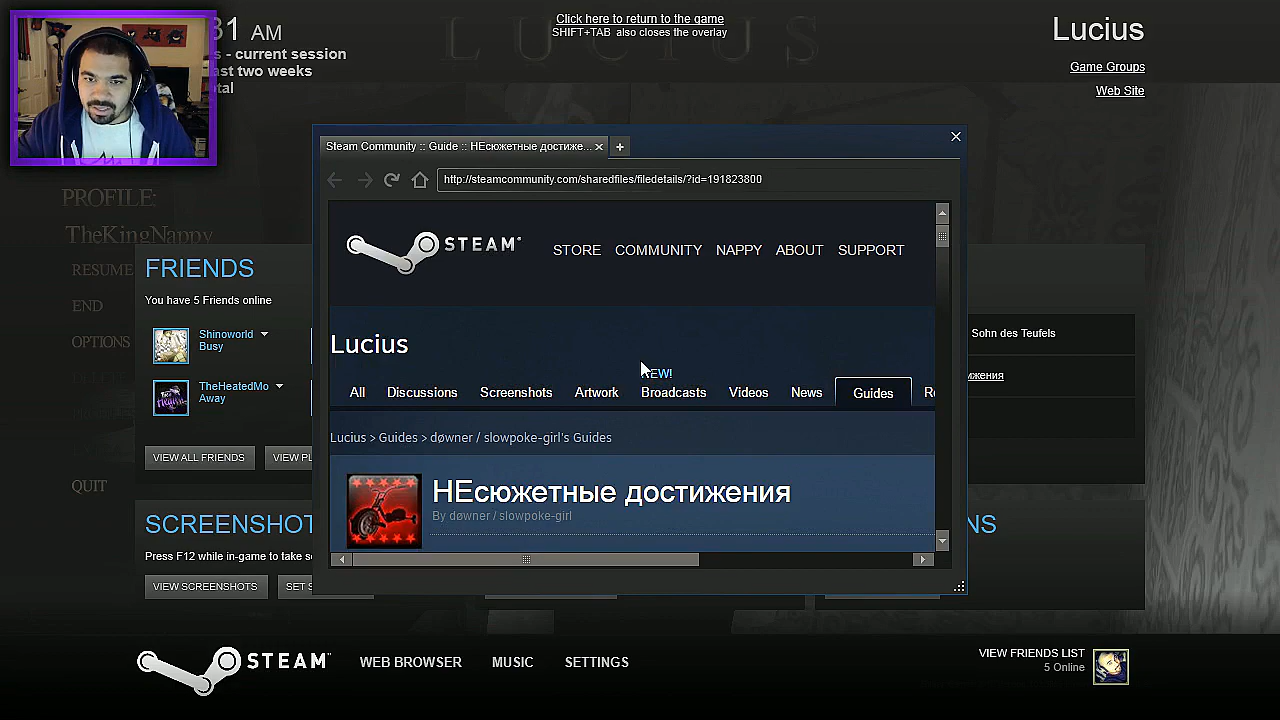 31 AM
s - current session
ast two weeks
tal
Click here to return to the game
SHIFT+TAB also closes the overlay
LUCIUS
Lucius
Game Groups
Web Site
PROFILE:
TheKingNappy
RESUME
END
OPTIONS
QUIT
FRIENDS
You have 5 Friends online
Shinoworld
Busy
TheHeatedMo
Away
VIEW ALL FRIENDS
VIEW PL
Steam Community :: Guide :: НЕсюжетные достиже...
http://steamcommunity.com/sharedfiles/filedetails/?id=191823800
STEAM
STORE COMMUNITY NAPPY ABOUT SUPPORT
Lucius
EW!
All Discussions Screenshots Artwork Broadcasts Videos News Guides R
Lucius > Guides > døwner / slowpoke-girl's Guides
НЕсюжетные достижения
By døwner / slowpoke-girl
Sohn des Teufels
жения
SCREENSHOT
Press F12 while in-game to take s
VIEW SCREENSHOTS
SET S
NS
STEAM
WEB BROWSER MUSIC SETTINGS
VIEW FRIENDS LIST
5 Online